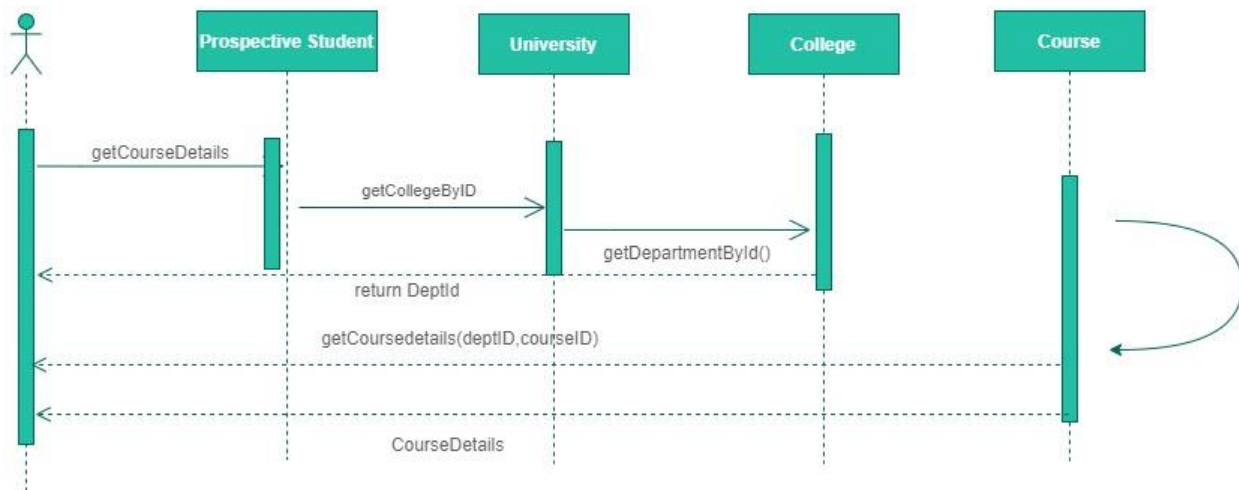 Prospective Student
University
College
Course
getCourseDetails
getCollegeByID
getDepartmentById()
return DeptId
getCoursedetails(deptID,courseID)
CourseDetails